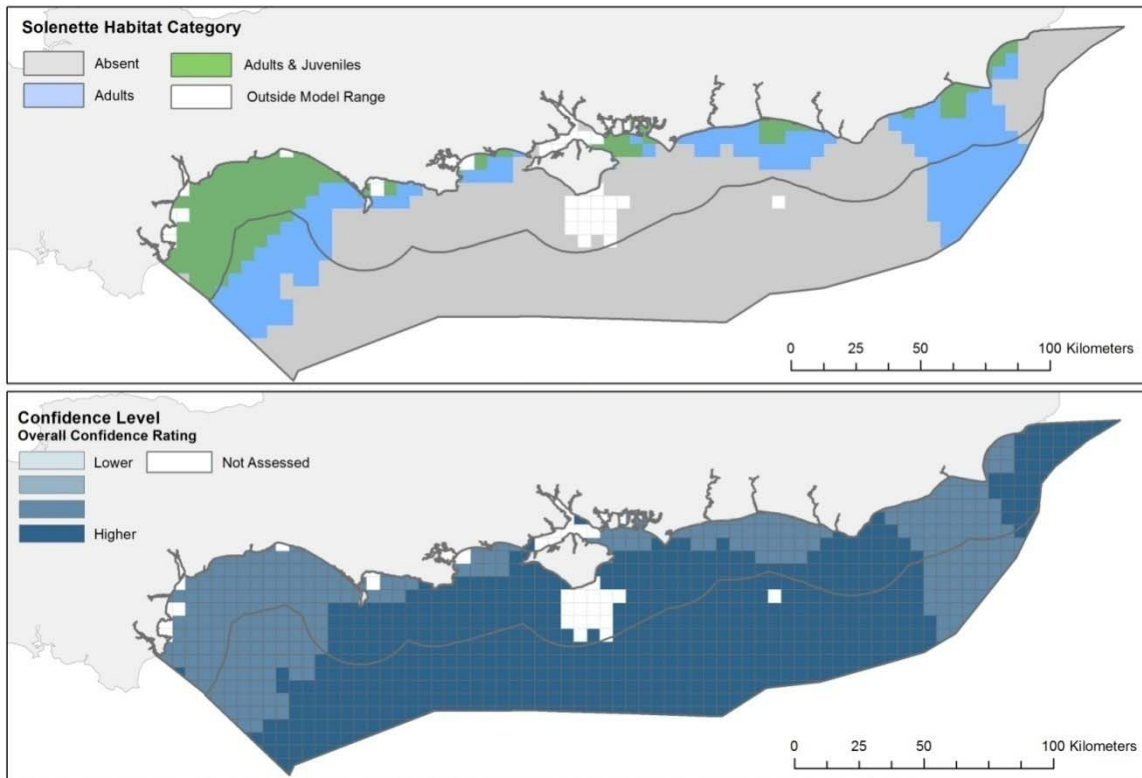 Solenette Habitat Category
Absent Adults & Juveniles
Adults Outside Model Range
0 25 50 100 Kilometers
Confidence Level
Overall Confidence Rating
Lower Not Assessed
Higher
0 25 50 100 Kilometers